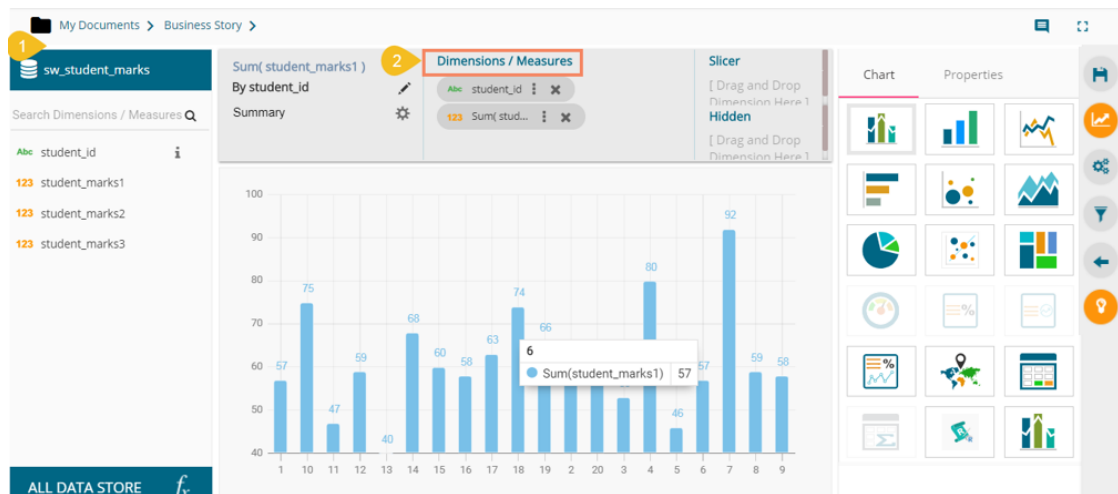 My Documents > Business Story >
1
sw_student_marks
Search Dimensions / Measures
Abc student_id i
123 student_marks1
123 student_marks2
123 student_marks3
ALL DATA STORE fx
Sum( student_marks1 )
By student_id
Summary
2
Dimensions / Measures
Abc student_id
123 Sum( stud...
Slicer
[ Drag and Drop
Dimension Here ]
Hidden
[ Drag and Drop
Dimension Here ]
100
90
80
70
60
50
40
57
75
47
59
40
68
60
58
63
74
66
80
46
57
92
59
58
6
Sum(student_marks1) 57
1 10 11 12 13 14 15 16 17 18 19 2 20 3 4 5 6 7 8 9
Chart
Properties